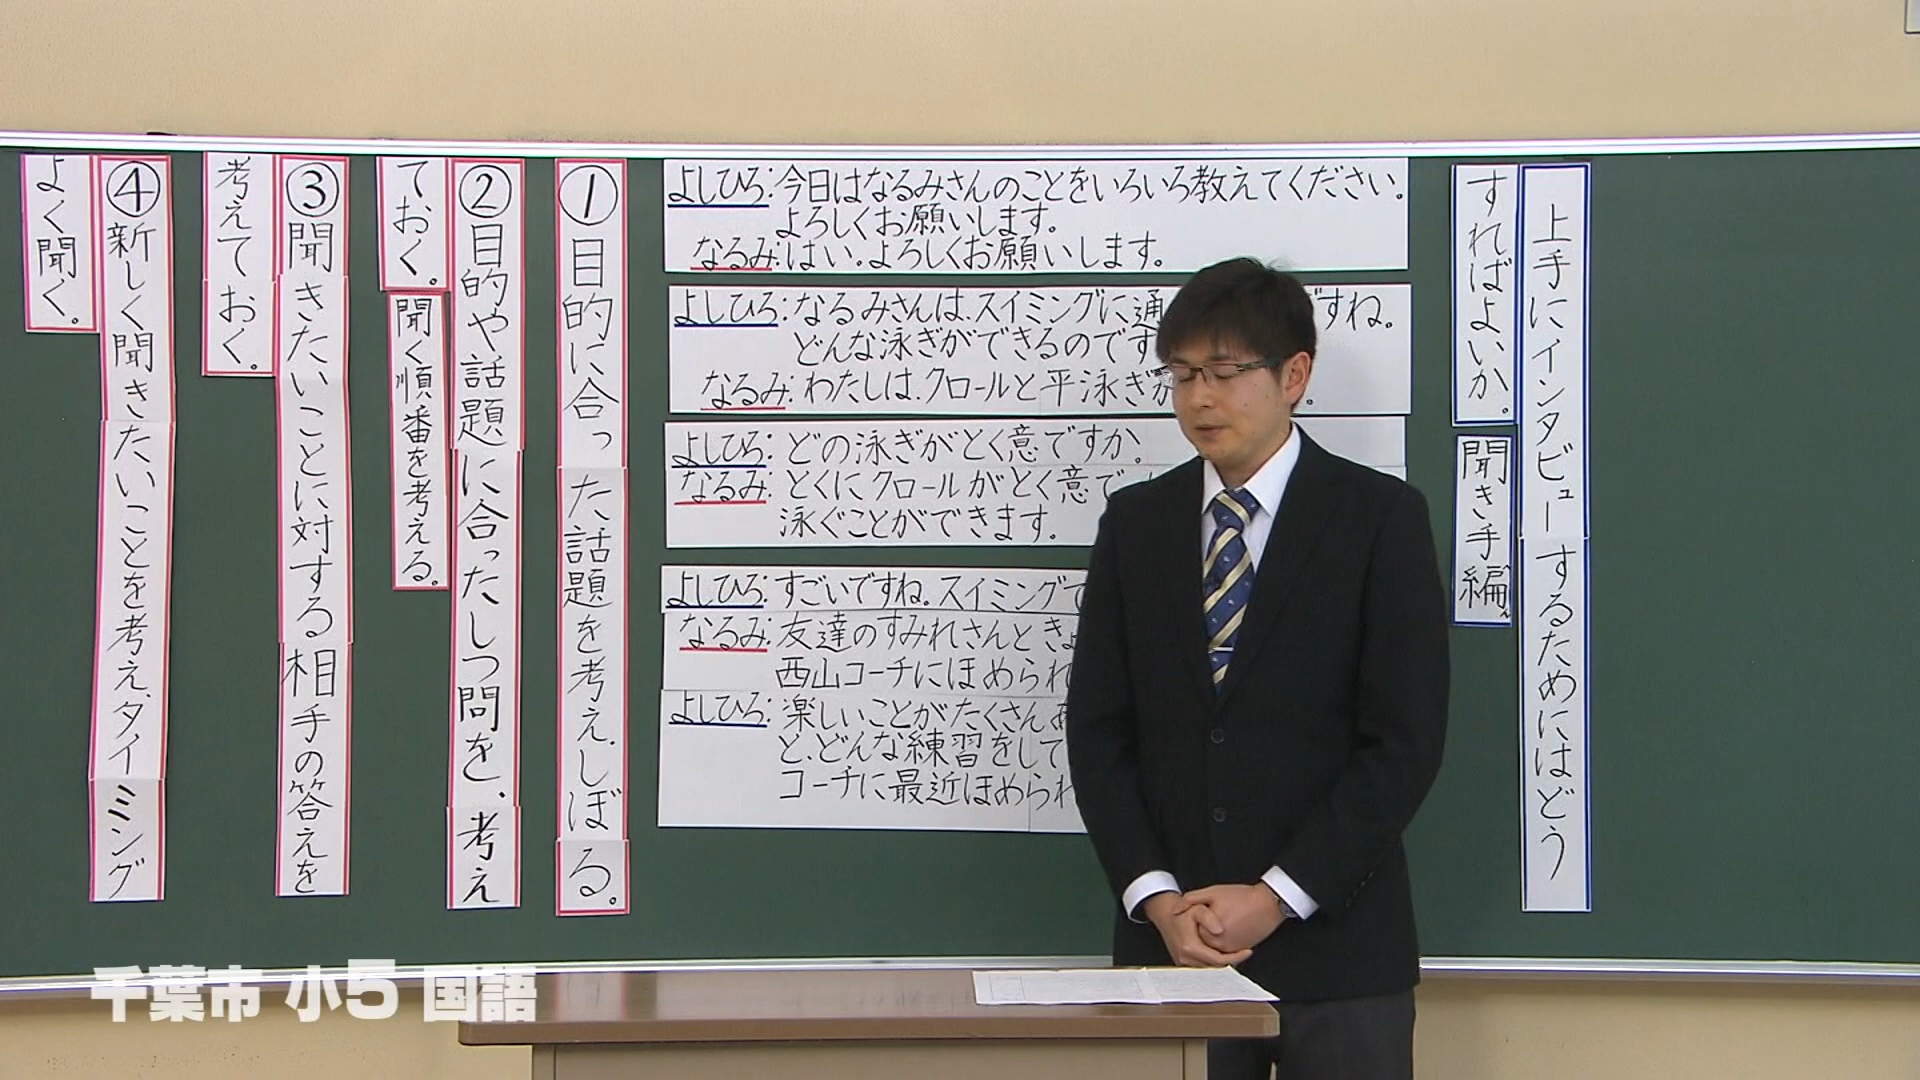 上手にインタビューするためにはどう
すればよいか。
聞き手編
よしひろ:今日はなるみさんのことをいろいろ教えてください。
よろしくお願いします。
なるみ:はい。よろしくお願いします。
よしひろ:なるみさんは、スイミングに通 ですね。
どんな泳ぎができるのです
なるみ:わたしは、クロールと平泳ぎが 。
よしひろ:どの泳ぎがとく意ですか。
なるみ:とくにクロールがとく意で
泳ぐことができます。
よしひろ:すごいですね。スイミングで
なるみ:友達のすみれさんときょ
西山コーチにほめられ
よしひろ:楽しいことがたくさんあ
と、どんな練習をして
コーチに最近ほめられ
①目的に合った話題を考え、しぼる。
②目的や話題に合ったしつ問を、考え
ておく。
聞く順番を考える。
③聞きたいことに対する相手の答えを
考えておく。
④新しく聞きたいことを考え、タイミング
よく聞く。
千葉市 小5 国語